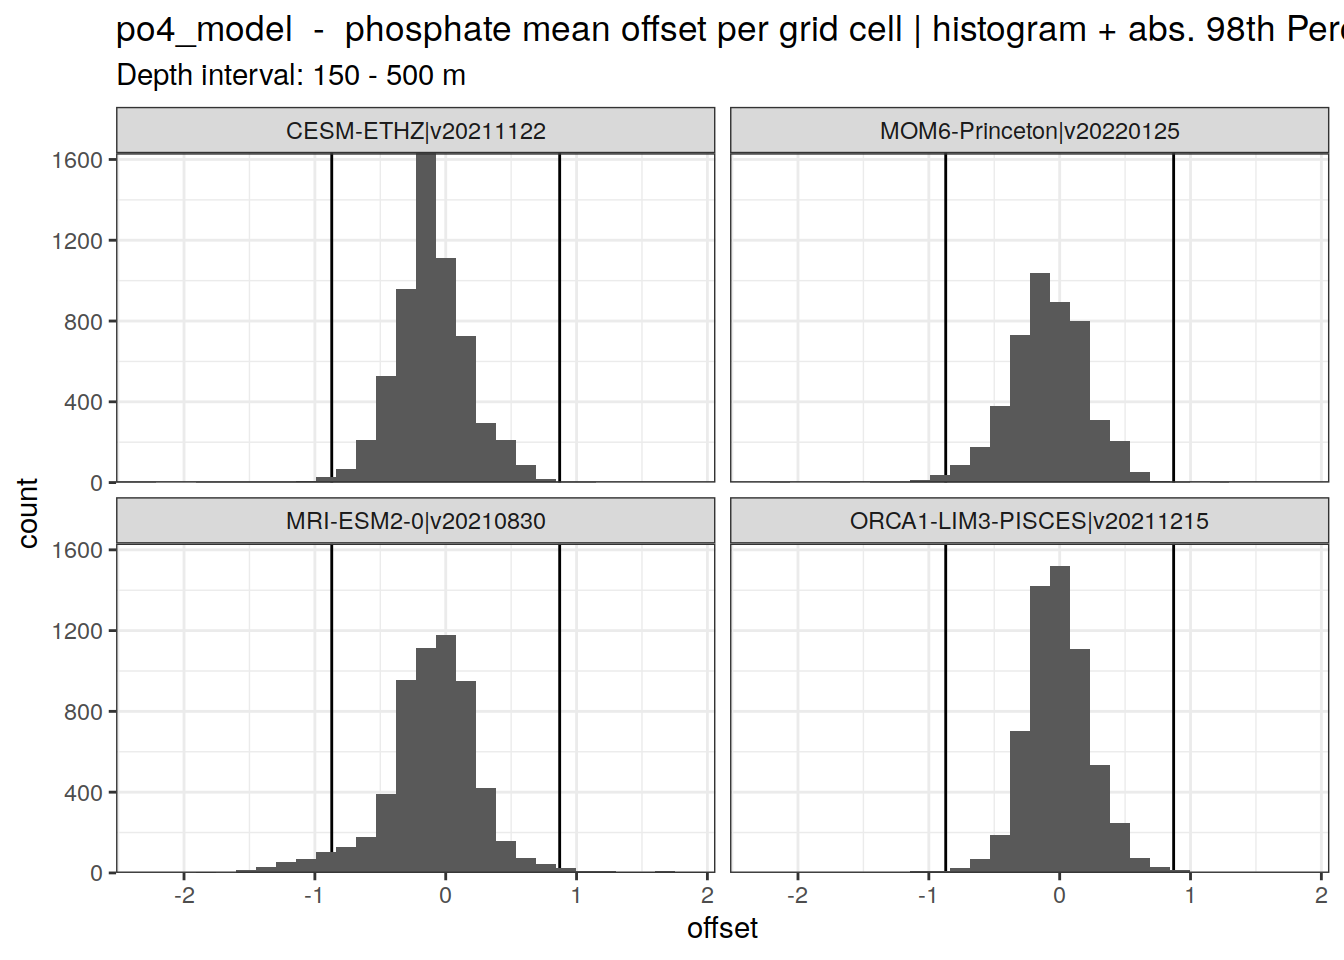 po4_model - phosphate mean offset per grid cell | histogram + abs. 98th
Depth interval: 150 - 500 m
CESM-ETHZ|v20211122
MOM6-Princeton|v20220125
1600
1200
800
400
0
count
MRI-ESM2-0|v20210830
ORCA1-LIM3-PISCES|v20211215
1600
1200
800
400
0
-2 -1 0 1 2
-2 -1 0 1 2
offset